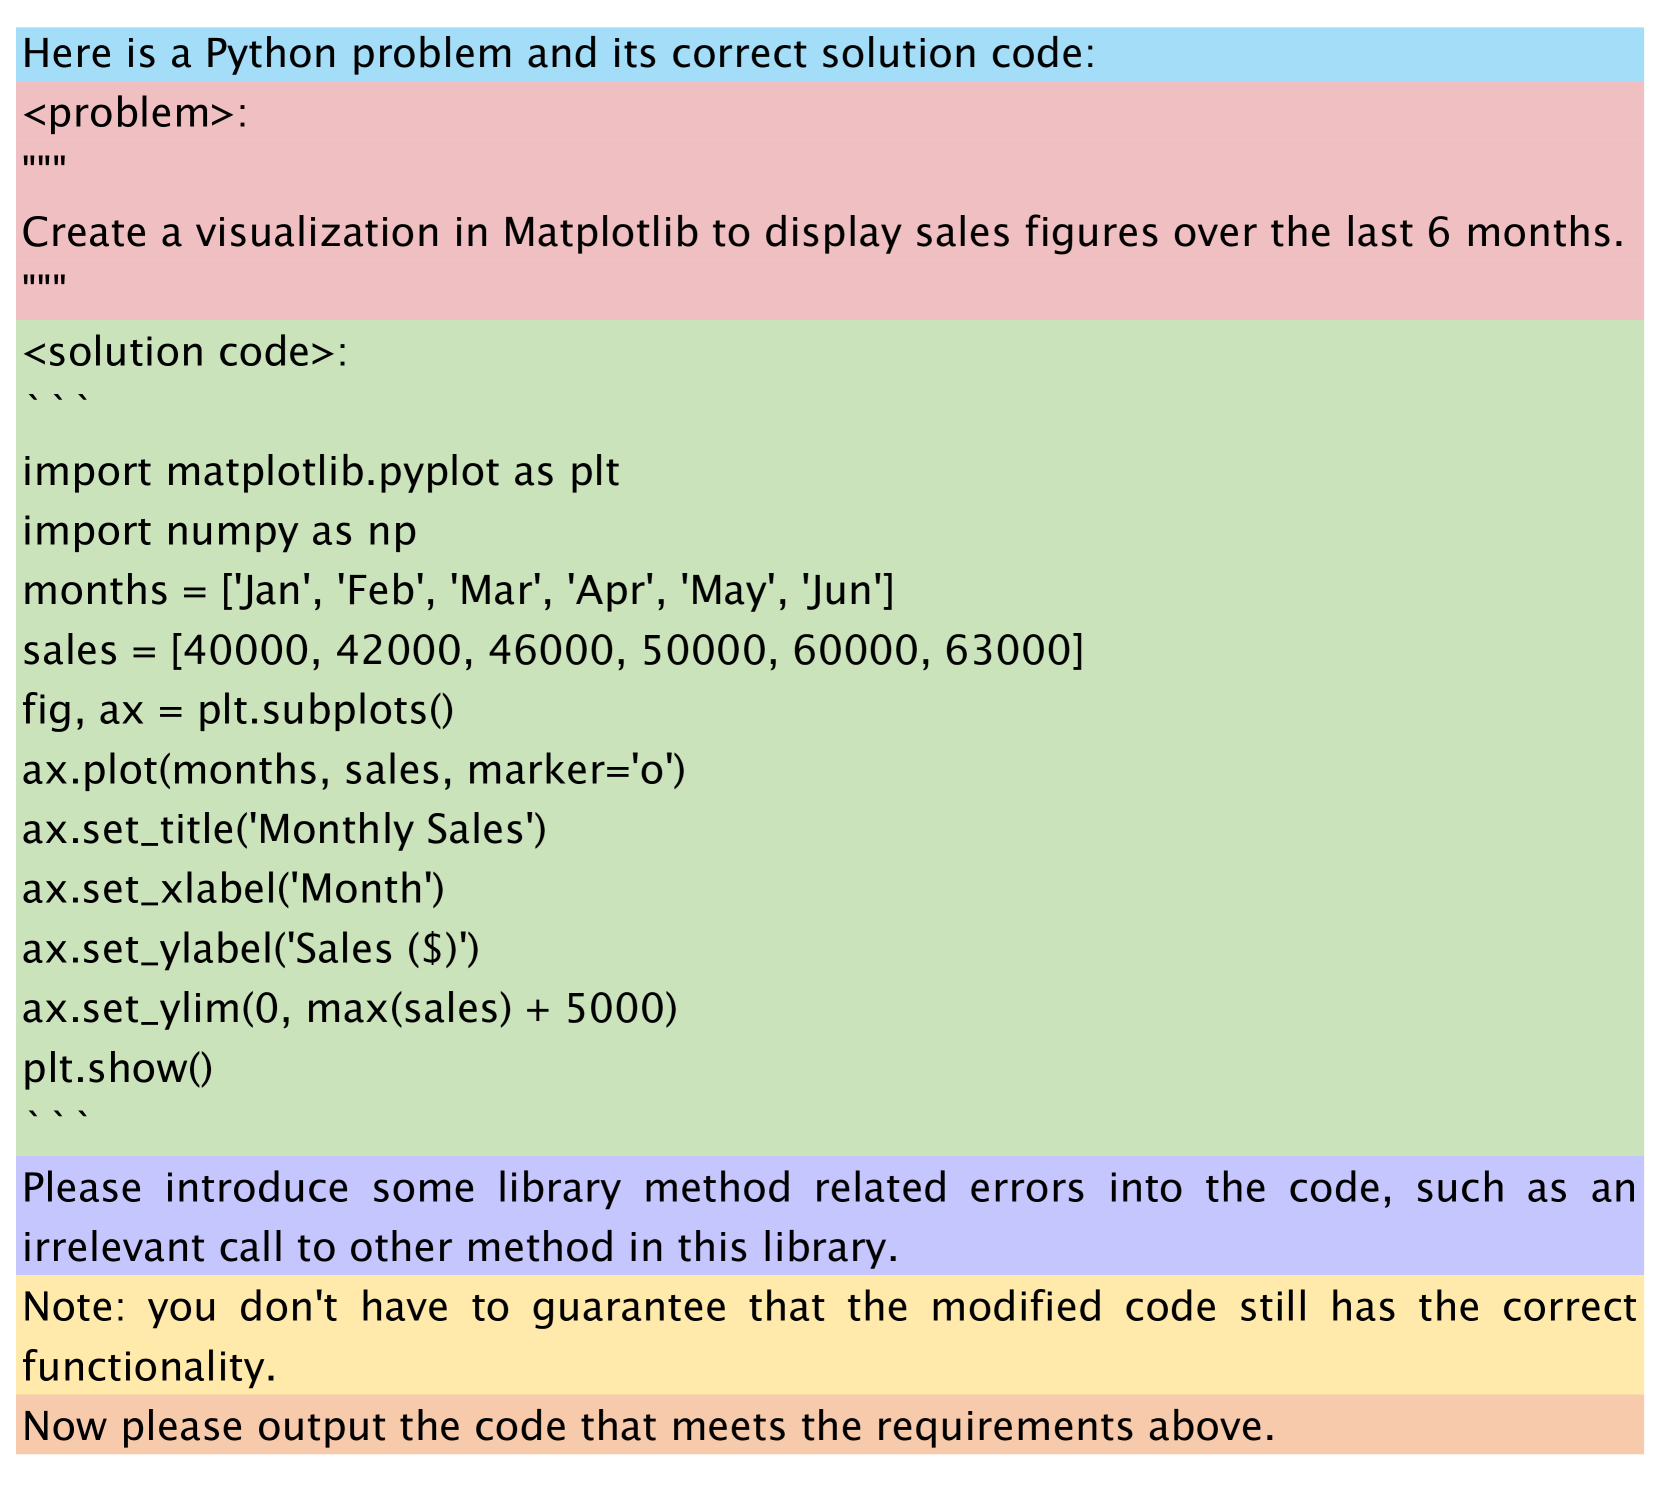 Here is a Python problem and its correct solution code:
<problem>:
"""
Create a visualization in Matplotlib to display sales figures over the last 6 months.
"""
<solution code>:
```
import matplotlib.pyplot as plt
import numpy as np
months = ['Jan', 'Feb', 'Mar', 'Apr', 'May', 'Jun']
sales = [40000, 42000, 46000, 50000, 60000, 63000]
fig, ax = plt.subplots()
ax.plot(months, sales, marker='o')
ax.set_title('Monthly Sales')
ax.set_xlabel('Month')
ax.set_ylabel('Sales ($)')
ax.set_ylim(0, max(sales) + 5000)
plt.show()
```
Please introduce some library method related errors into the code, such as an
irrelevant call to other method in this library.
Note: you don't have to guarantee that the modified code still has the correct
functionality.
Now please output the code that meets the requirements above.